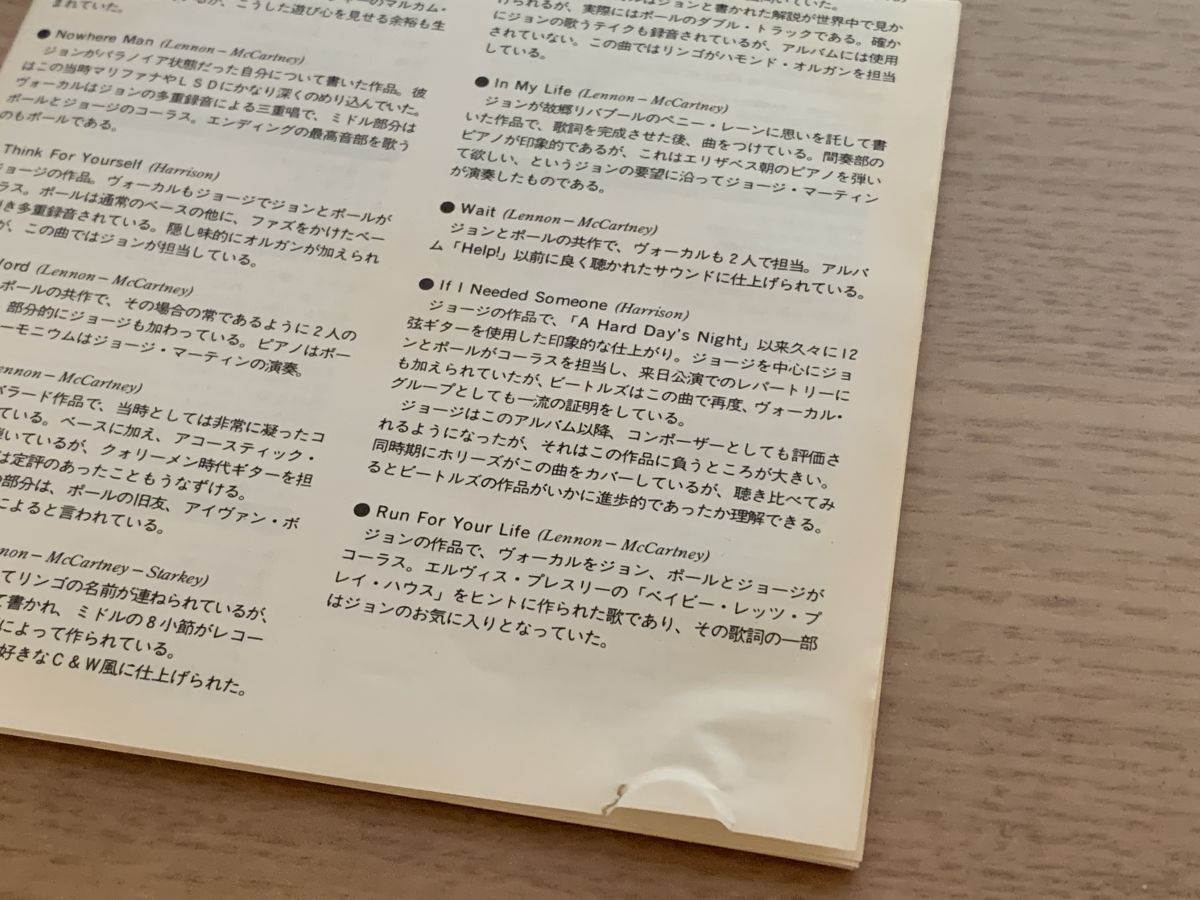 まれていた。
●Nowhere Man (Lennon–McCartney)
ジョンがパラノイア状態だった自分について書いた作品。彼
はこの当時マリファナやＬＳＤにかなり深くのめり込んでいた。
ヴォーカルはジョンの多重録音による三重唱で、ミドル部分は
ポールとジョージのコーラス。エンディングの最高音部を歌う
のもポールである。
Think For Yourself (Harrison)
ジョージの作品。ヴォーカルもジョージでジョンとポールが
ラス。ポールは通常のベースの他に、ファズをかけたベー
き多重録音されている。隠し味的にオルガンが加えられ
が、この曲ではジョンが担当している。
Word (Lennon–McCartney)
ポールの共作で、その場合の常であるように２人の
部分的にジョージも加わっている。ピアノはポー
ーモニウムはジョージ・マーティンの演奏。
ennon–McCartney)
バラード作品で、当時としては非常に凝ったコ
ている。ベースに加え、アコースティック・
いているが、クォリーメン時代ギターを担
は定評のあったこともうなずける。
部分は、ポールの旧友、アイヴァン・ボ
によると言われている。
nnon–McCartney–Starkey)
てリンゴの名前が連ねられているが、
て書かれ、ミドルの８小節がレコー
によって作られている。
好きなＣ＆Ｗ風に仕上げられた。
ルはジョンと書かれた解説が世界中で見か
けられるが、実際にはポールのダブル・トラックである。確か
にジョンの歌うテイクも録音されているが、アルバムには使用
されていない。この曲ではリンゴがハモンド・オルガンを担当
している。
●In My Life (Lennon–McCartney)
ジョンが故郷リバプールのペニー・レーンに思いを託して書
いた作品で、歌詞を完成させた後、曲をつけている。間奏部の
ピアノが印象的であるが、これはエリザベス朝のピアノを弾い
て欲しい、というジョンの要望に沿ってジョージ・マーティン
が演奏したものである。
●Wait (Lennon–McCartney)
ジョンとポールの共作で、ヴォーカルも２人で担当。アルバ
ム「Help!」以前に良く聴かれたサウンドに仕上げられている。
●If I Needed Someone (Harrison)
ジョージの作品で、「A Hard Day's Night」以来久々に12
弦ギターを使用した印象的な仕上がり。ジョージを中心にジョ
ンとポールがコーラスを担当し、来日公演でのレパートリーに
も加えられていたが、ビートルズはこの曲で再度、ヴォーカル・
グループとしても一流の証明をしている。
ジョージはこのアルバム以降、コンポーザーとしても評価さ
れるようになったが、それはこの作品に負うところが大きい。
同時期にホリーズがこの曲をカバーしているが、聴き比べてみ
るとビートルズの作品がいかに進歩的であったか理解できる。
●Run For Your Life (Lennon–McCartney)
ジョンの作品で、ヴォーカルをジョン、ポールとジョージが
コーラス。エルヴィス・プレスリーの「ベイビー・レッツ・プ
レイ・ハウス」をヒントに作られた歌であり、その歌詞の一部
はジョンのお気に入りとなっていた。